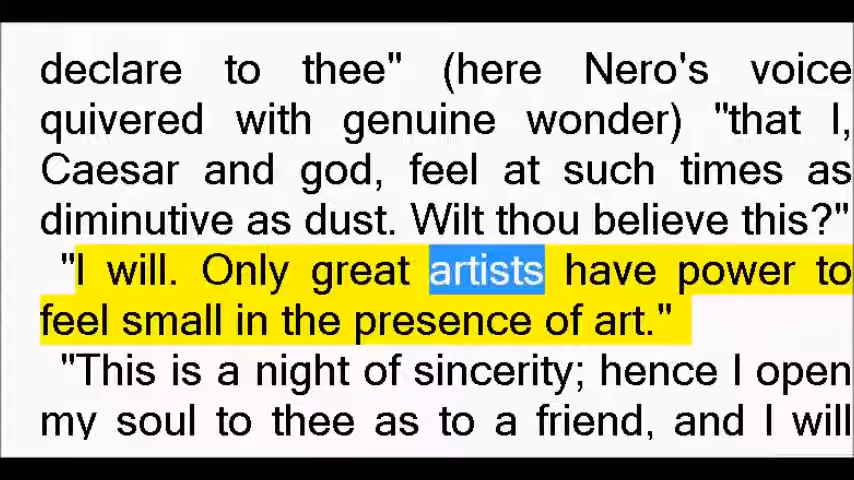 declare to thee" (here Nero's voice
quivered with genuine wonder) "that I,
Caesar and god, feel at such times as
diminutive as dust. Wilt thou believe this?"
"I will. Only great artists have power to
feel small in the presence of art."
"This is a night of sincerity; hence I open
my soul to thee as to a friend, and I will